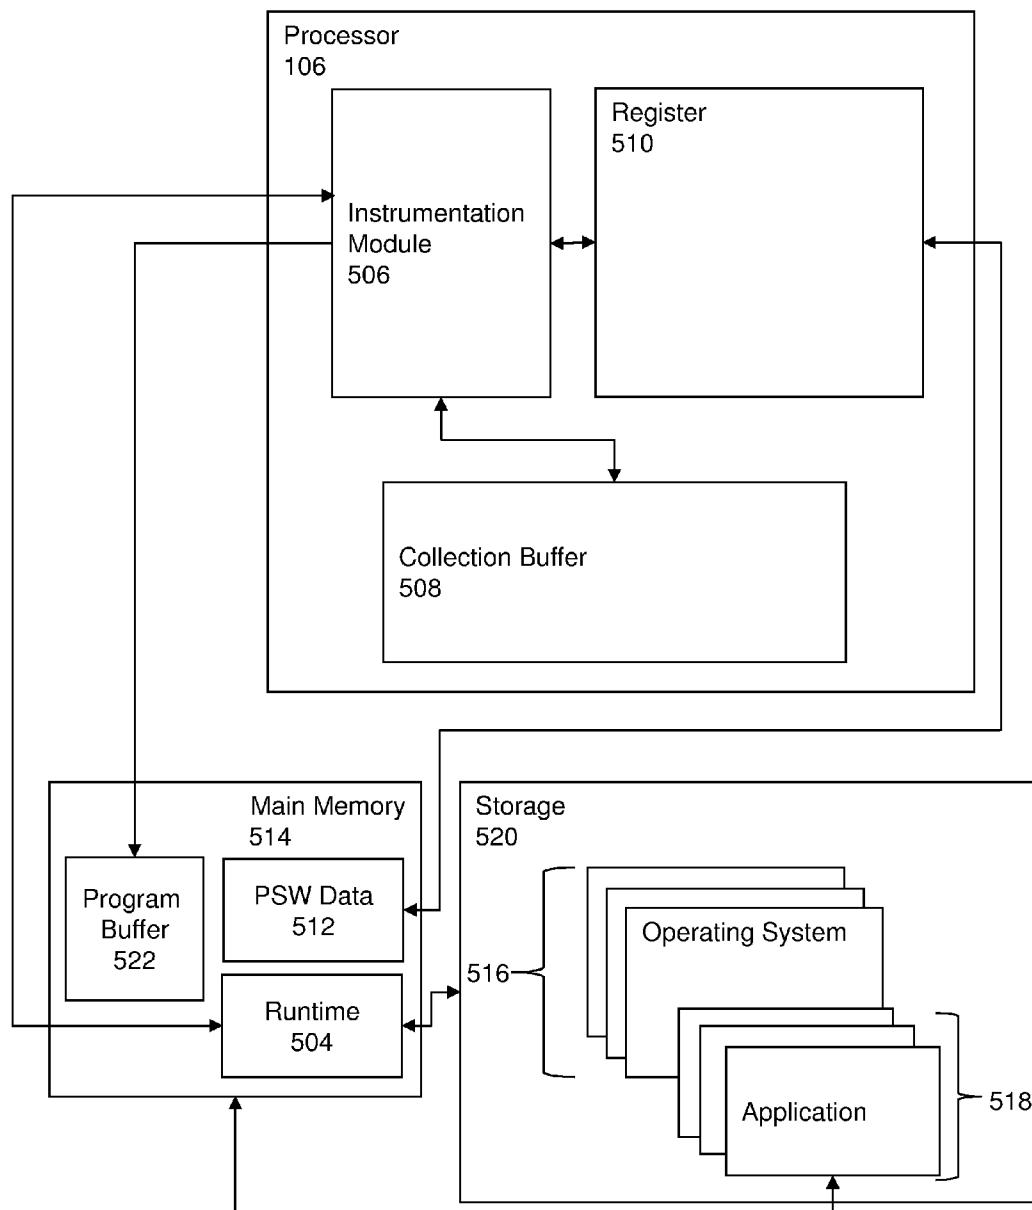 Processor
106
Register
510
Instrumentation
Module
506
Collection Buffer
508
Main Memory
514
Storage
520
Program
Buffer
522
PSW Data
512
Runtime
504
516
Operating System
Application
518